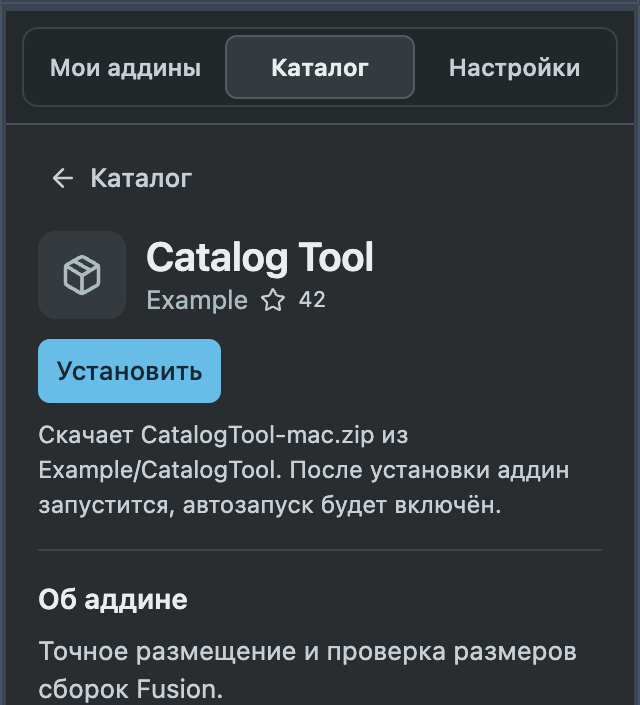 Мои аддины Каталог Настройки
← Каталог
Catalog Tool
Example ☆ 42
Установить
Скачает CatalogTool-mac.zip из
Example/CatalogTool. После установки аддин
запустится, автозапуск будет включён.
Об аддине
Точное размещение и проверка размеров
сборок Fusion.